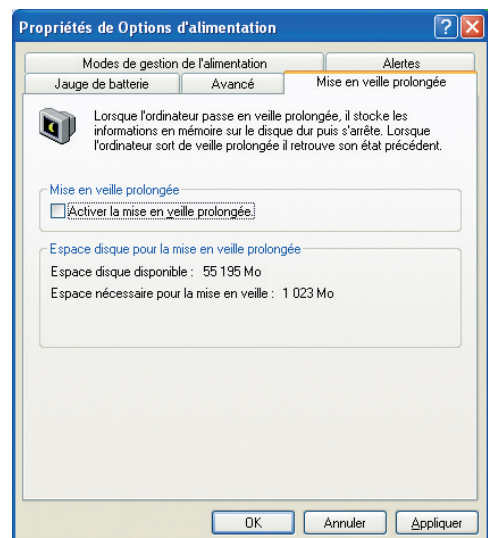 Propriétés de Options d'alimentation
Modes de gestion de l'alimentation
Alertes
Jauge de batterie
Avancé
Mise en veille prolongée
Lorsque l'ordinateur passe en veille prolongée, il stocke les
informations en mémoire sur le disque dur puis s'arrête. Lorsque
l'ordinateur sort de veille prolongée il retrouve son état précédent.
Mise en veille prolongée
Activer la mise en veille prolongée.
Espace disque pour la mise en veille prolongée
Espace disque disponible : 55 195 Mo
Espace nécessaire pour la mise en veille : 1 023 Mo
OK
Annuler
Appliquer